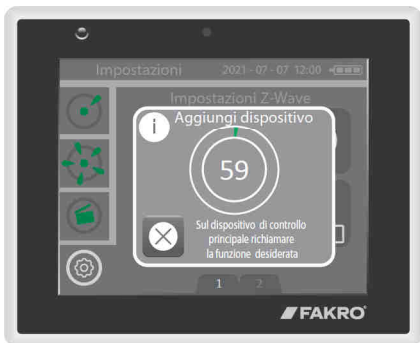 Impostazioni 2021 - 07 - 07 12:00
Impostazioni Z-Wave
i Aggiungi dispositivo
59
Sul dispositivo di controllo
principale richiamare
la funzione desiderata
1 2
FAKRO